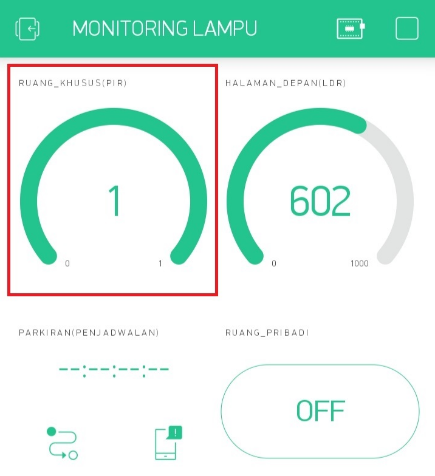 MONITORING LAMPU
RUANG_KHUSUS(PIR)
HALAMAN_DEPAN(LDR)
1
602
0
1
0
1000
PARKIRAN(PENJADWALAN)
RUANG_PRIBADI
--:--:--:--
OFF